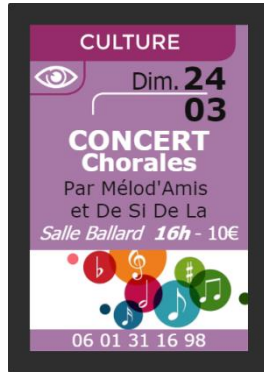 CULTURE
Dim. 24
03
CONCERT
Chorales
Par Mélod'Amis
et De Si De La
Salle Ballard 16h - 10€
06 01 31 16 98